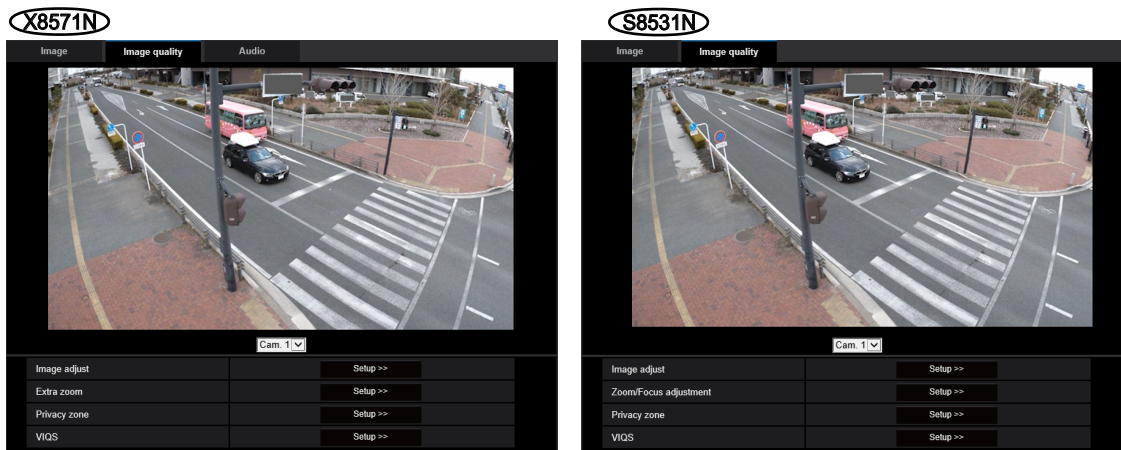 X8571N
Image Image quality Audio
Cam. 1
Image adjust Setup >>
Extra zoom Setup >>
Privacy zone Setup >>
VIQS Setup >>
S8531N
Image Image quality
Cam. 1
Image adjust Setup >>
Zoom/Focus adjustment Setup >>
Privacy zone Setup >>
VIQS Setup >>